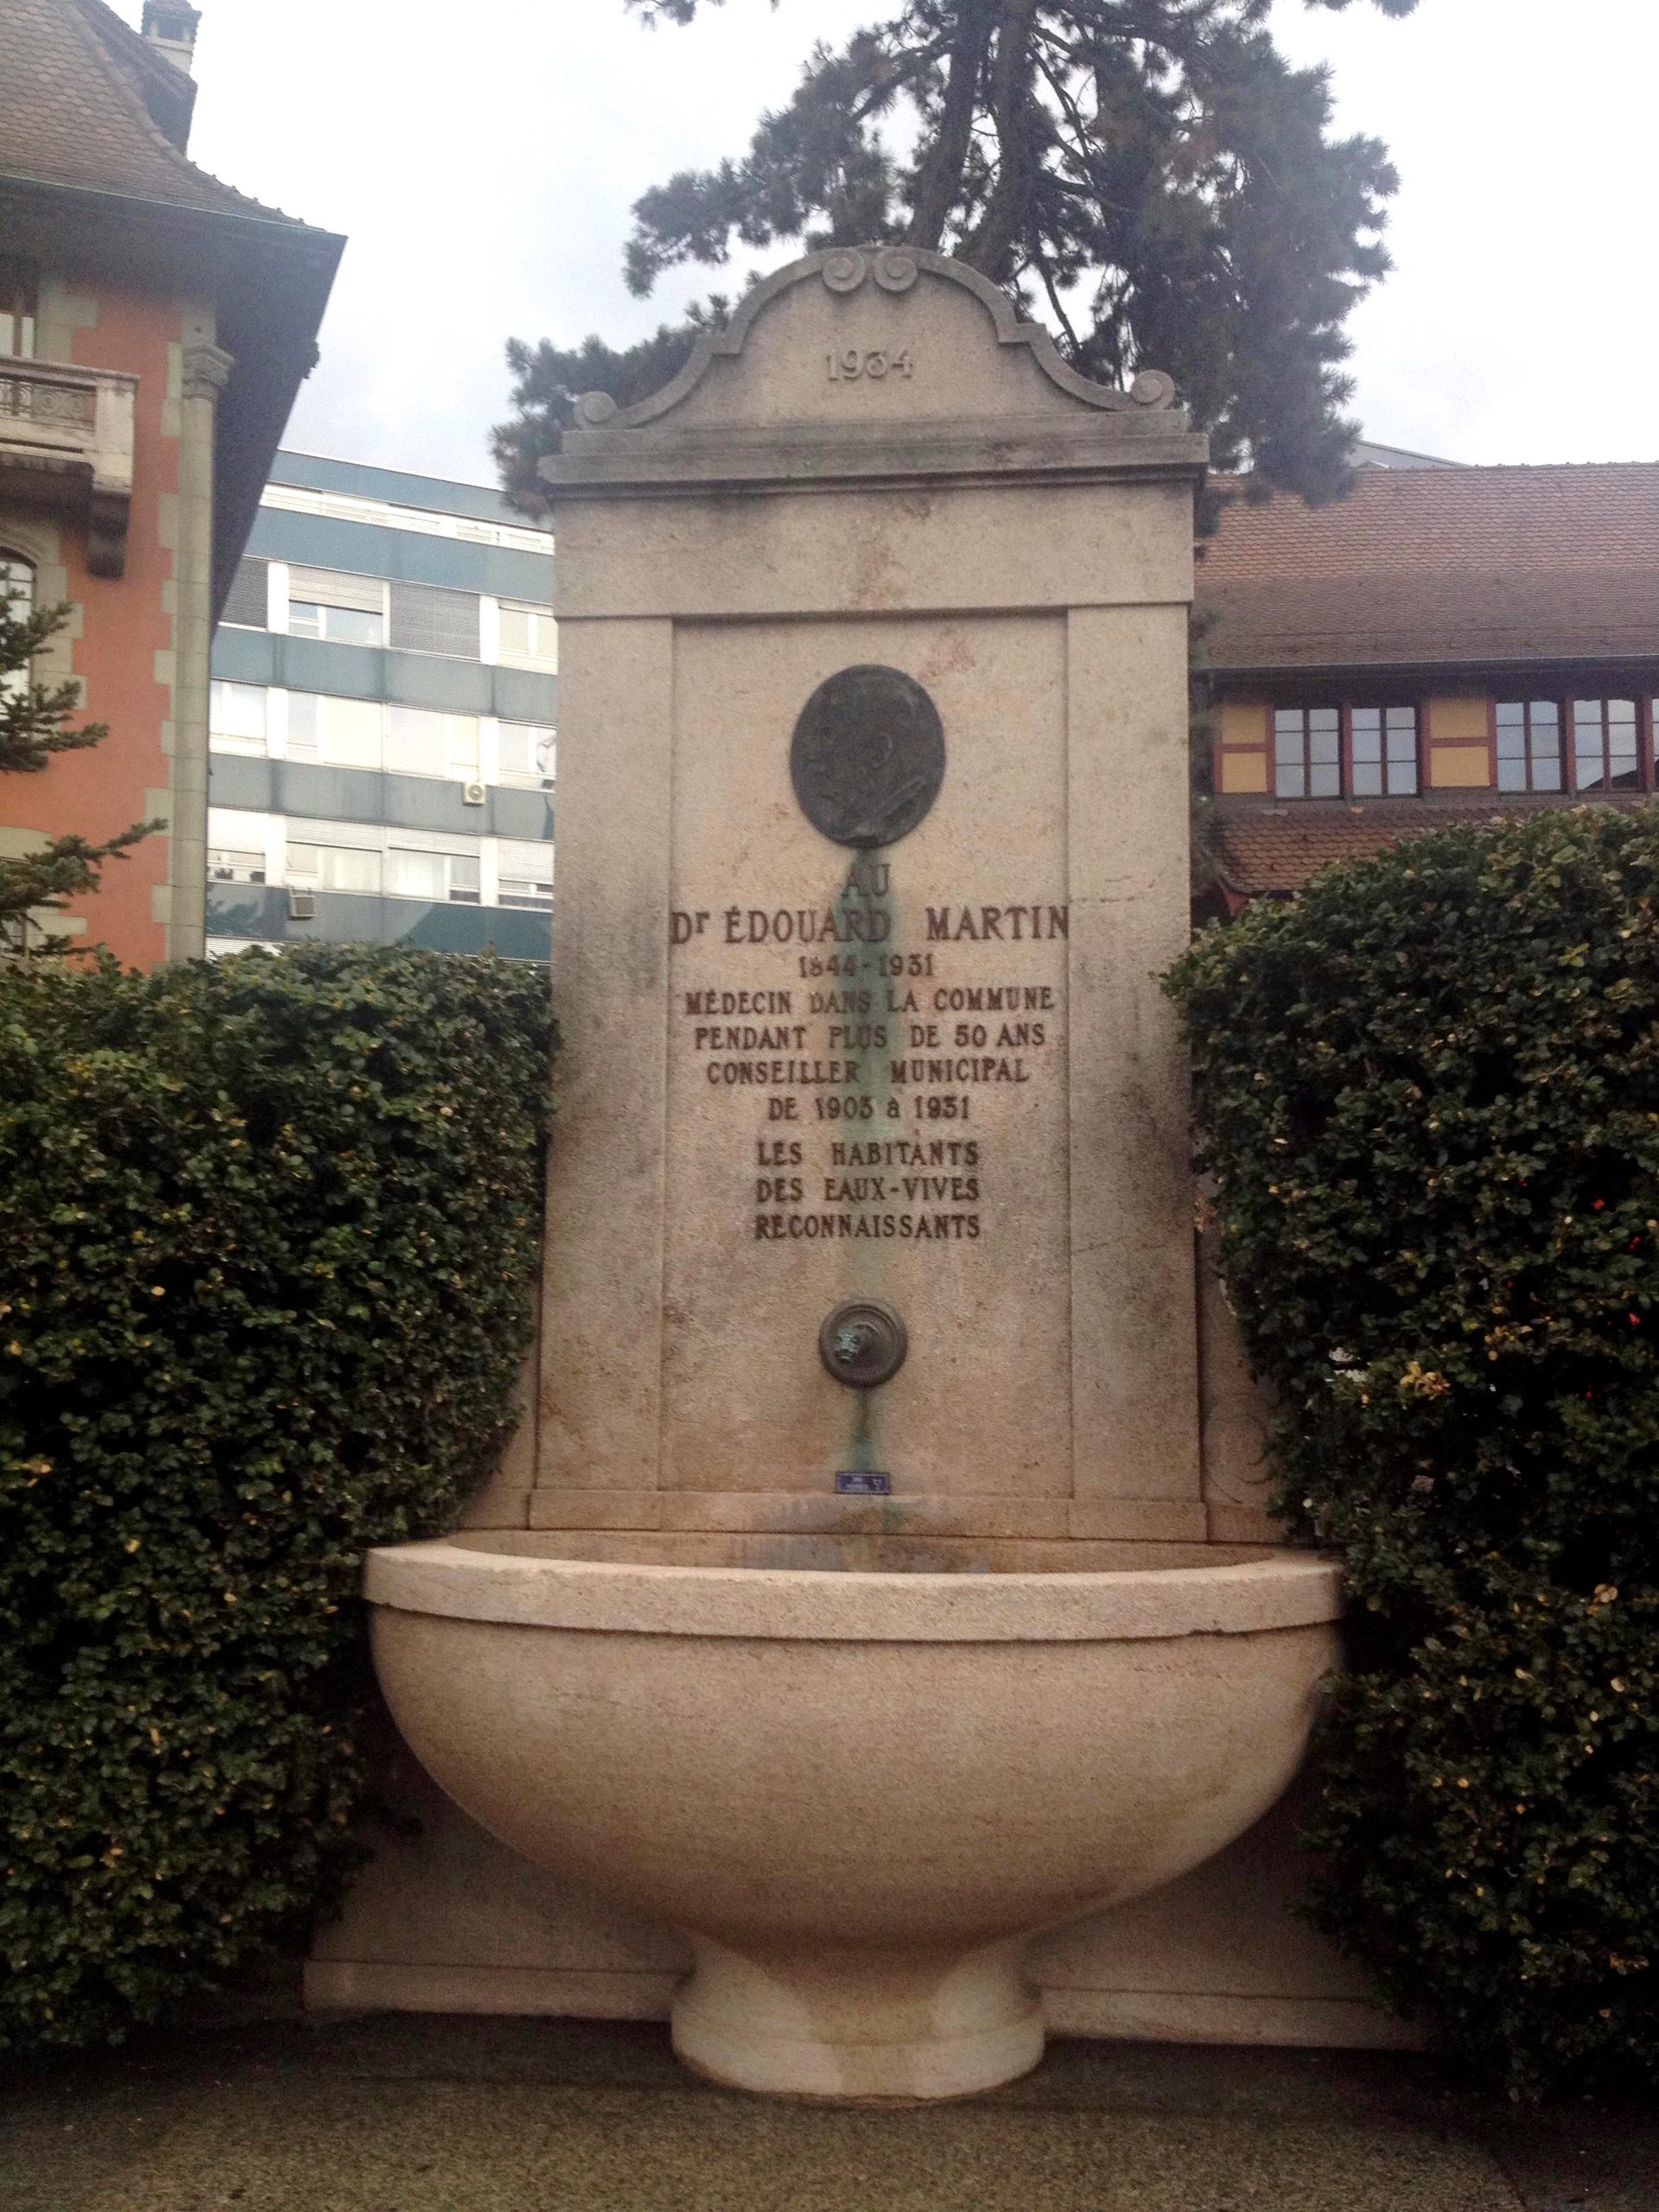 1934
AU
Dr ÉDOUARD MARTIN
1844-1931
MÉDECIN DANS LA COMMUNE
PENDANT PLUS DE 50 ANS
CONSEILLER MUNICIPAL
DE 1903 à 1931
LES HABITANTS
DES EAUX-VIVES
RECONNAISSANTS